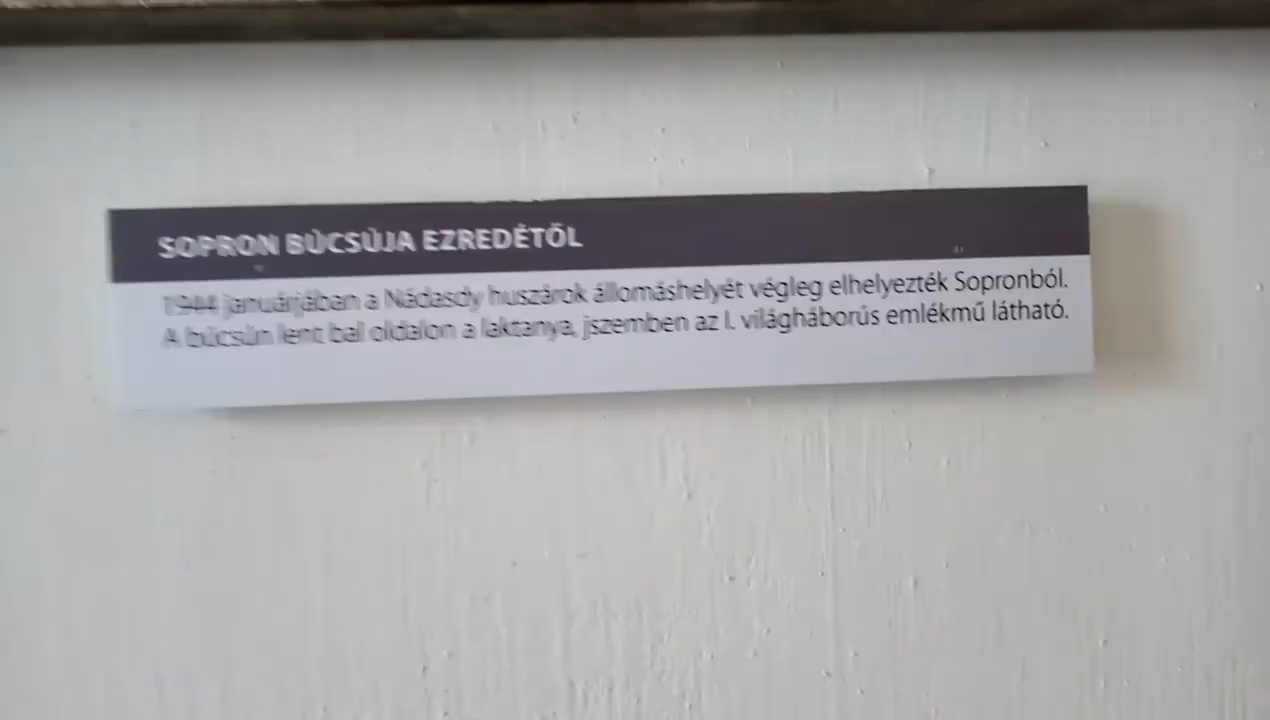 SOPRON BÚCSÚJA EZREDÉTŐL
1944 januárjában a Nádasdy huszárok állomáshelyét végleg elhelyezték Sopronból.
A búcsún lent bal oldalon a laktanya, jszemben az I. világháborús emlékmű látható.